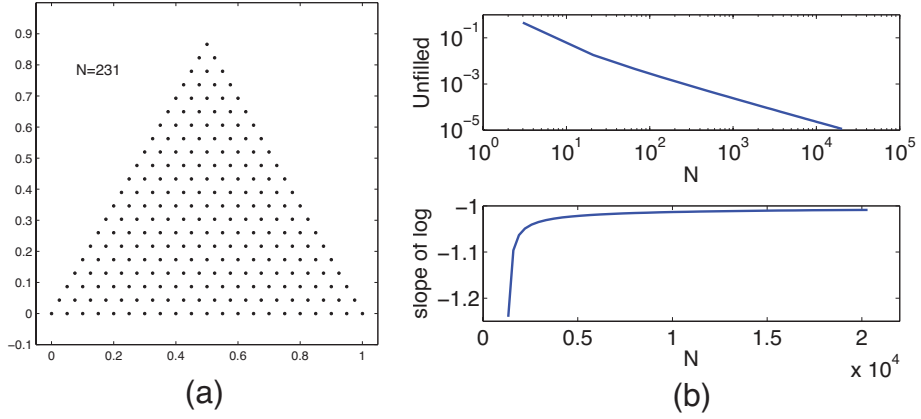 0.9
0.8
0.7
0.6
0.5
0.4
0.3
0.2
0.1
0
−0.1
N=231
0 0.2 0.4 0.6 0.8 1
(a)
Unfilled
10^-1
10^-3
10^-5
10^0 10^1 10^2 10^3 10^4 10^5
N
slope of log
−1
−1.1
−1.2
0 0.5 1 1.5 2
N
x 10^4
(b)